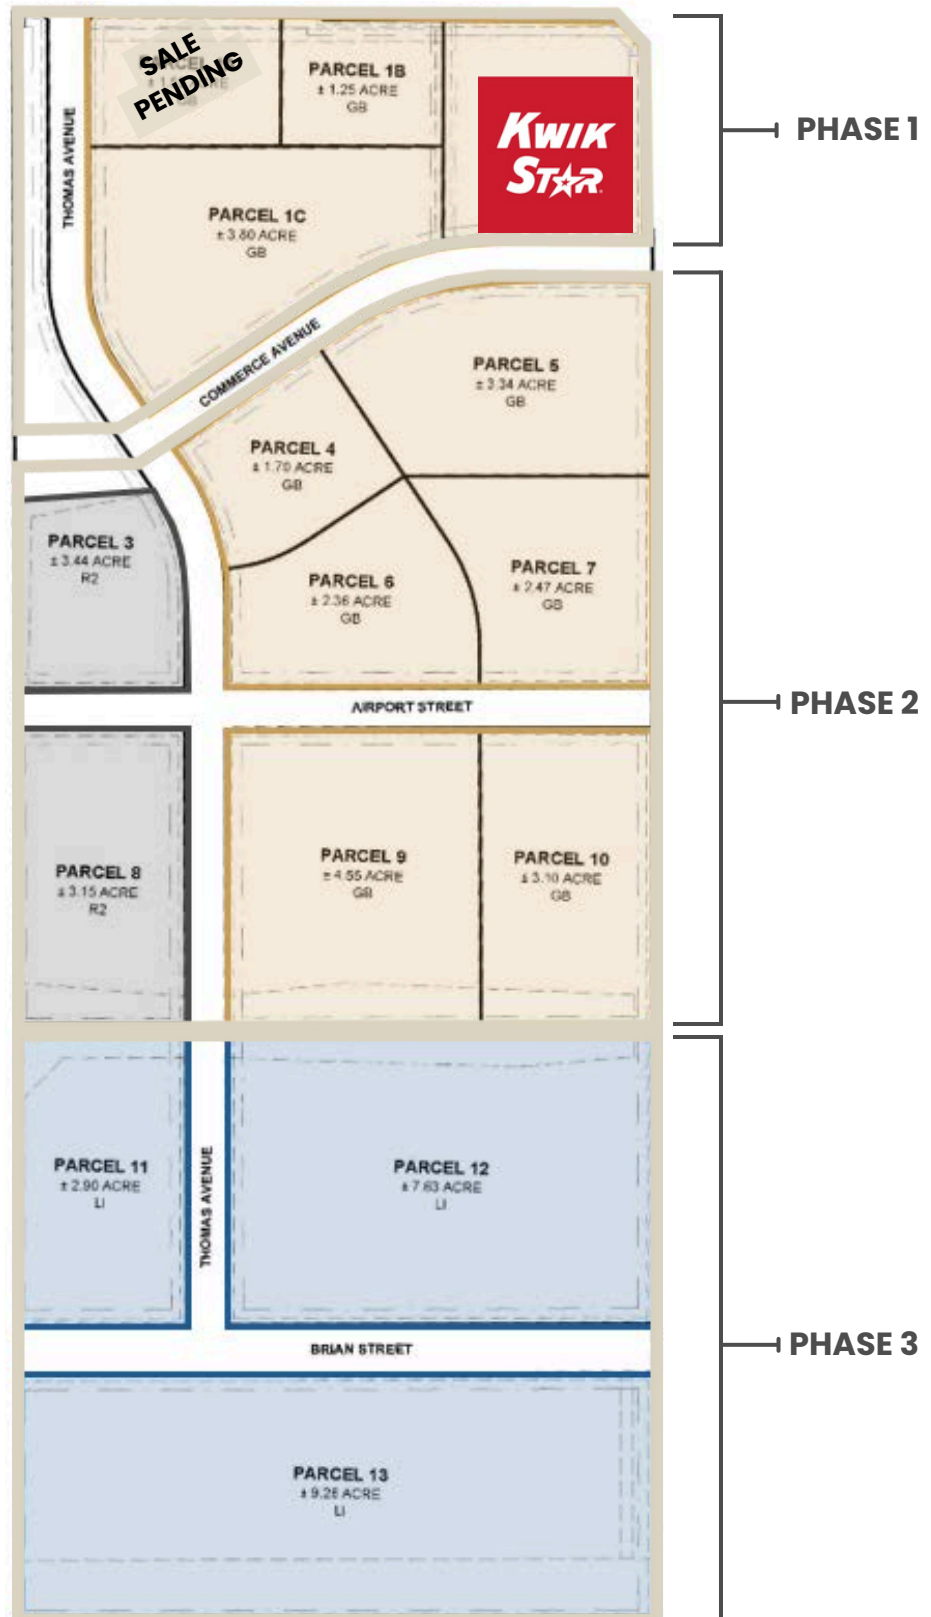 SALE
PENDING
PARCEL 1B
± 1.25 ACRE
GB
KWIK
STAR
PHASE 1
THOMAS AVENUE
PARCEL 1C
± 3.80 ACRE
GB
COMMERCE AVENUE
PARCEL 5
± 3.34 ACRE
GB
PARCEL 4
± 1.70 ACRE
GB
PARCEL 3
± 3.44 ACRE
R2
PARCEL 6
± 2.36 ACRE
GB
PARCEL 7
± 2.47 ACRE
GB
AIRPORT STREET
PHASE 2
PARCEL 8
± 3.15 ACRE
R2
PARCEL 9
± 4.55 ACRE
GB
PARCEL 10
± 3.10 ACRE
GB
PARCEL 11
± 2.90 ACRE
LI
THOMAS AVENUE
PARCEL 12
± 7.63 ACRE
LI
BRIAN STREET
PHASE 3
PARCEL 13
ACRE
LI